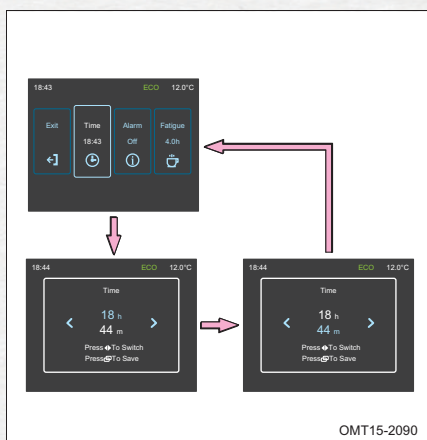 18:43 ECO 12.0°C
Exit Time Alarm Fatigue
18:43 Off 4.0h
18:44 ECO 12.0°C
Time
18 h
44 m
Press To Switch
Press To Save
18:44 ECO 12.0°C
Time
18 h
44 m
Press To Switch
Press To Save
OMT15-2090